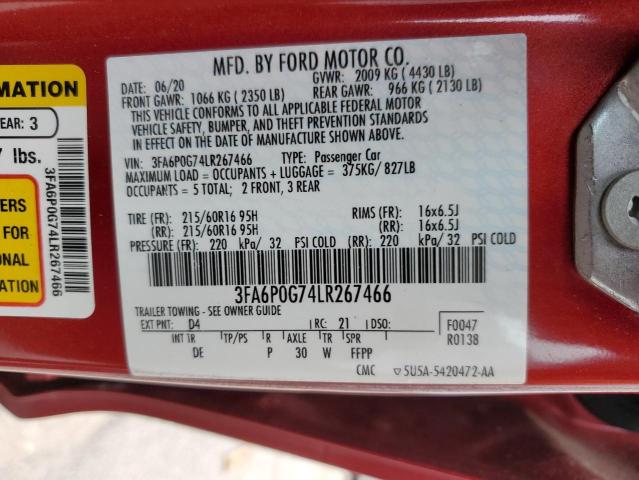 MFD. BY FORD MOTOR CO.
06/20 GVWR: 2009 KG (4430 LB)
FRONT GAWR: 1066 KG (2350 LB) REAR GAWR: 966 KG (2130 LB)
THIS VEHICLE CONFORMS TO ALL APPLICABLE FEDERAL MOTOR
VEHICLE SAFETY, BUMPER, AND THEFT PREVENTION STANDARDS
IN EFFECT ON THE DATE OF MANUFACTURE SHOWN ABOVE.
VIN: 3FA6P0G74LR267466 TYPE: Passenger Car
MAXIMUM LOAD = OCCUPANTS + LUGGAGE = 375KG/ 827LB
OCCUPANTS = 5 TOTAL; 2 FRONT, 3 REAR
TIRE (FR): 215/60R16 95H RIMS (FR): 16x6.5J
(RR): 215/60R16 95H (RR): 16x6.5J
PRESSURE (FR): 220 kPa/ 32 PSI COLD (RR): 220 kPa/ 32 PSI COLD
3FA6P0G74LR267466
TRAILER TOWING - SEE OWNER GUIDE
EXT PNT: D4 RC: 21 DSO: F0047
INT TR TP/PS R AXLE TR SPR R0138
DE P 30 W FFPP
CMC ▽5U5A-5420472-AA
MATION
EAR: 3
lbs.
ERS
FOR
ONAL
ATION
3FA6P0G74LR267466